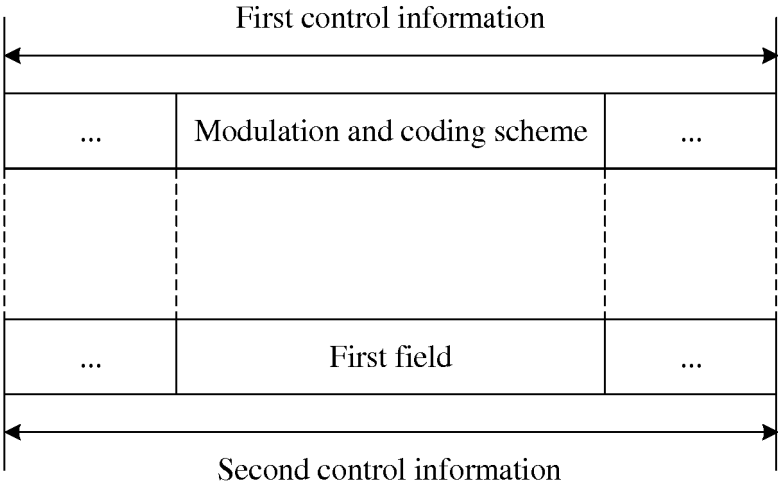 First control information
... Modulation and coding scheme ...
... First field ...
Second control information